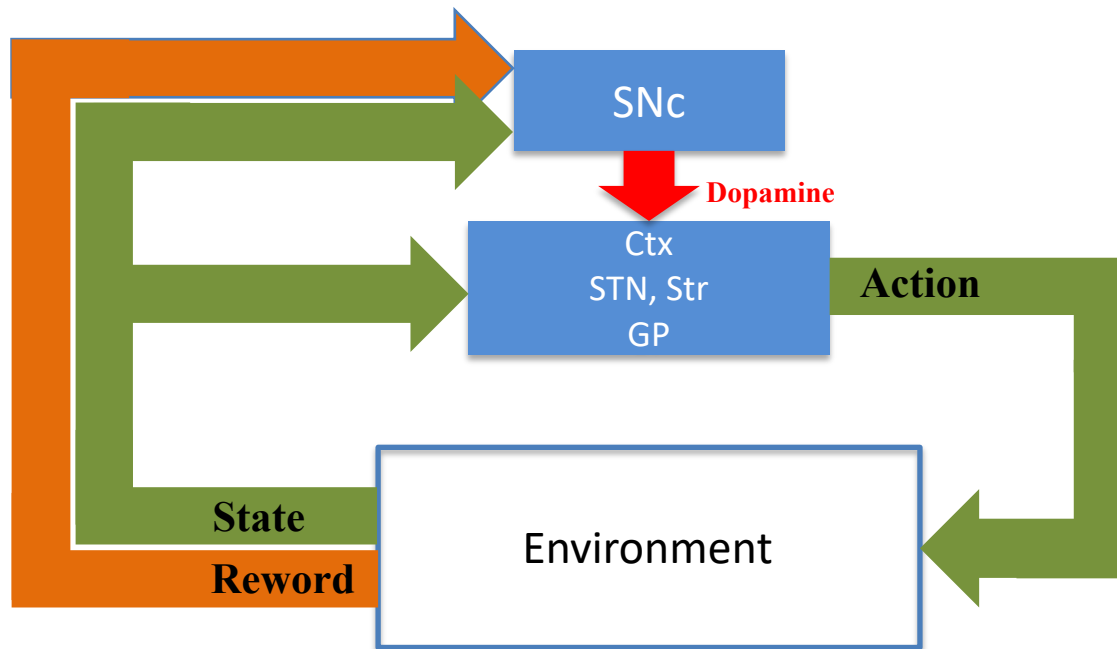 SNc
Dopamine
Ctx
STN, Str
GP
Action
State
Reword
Environment